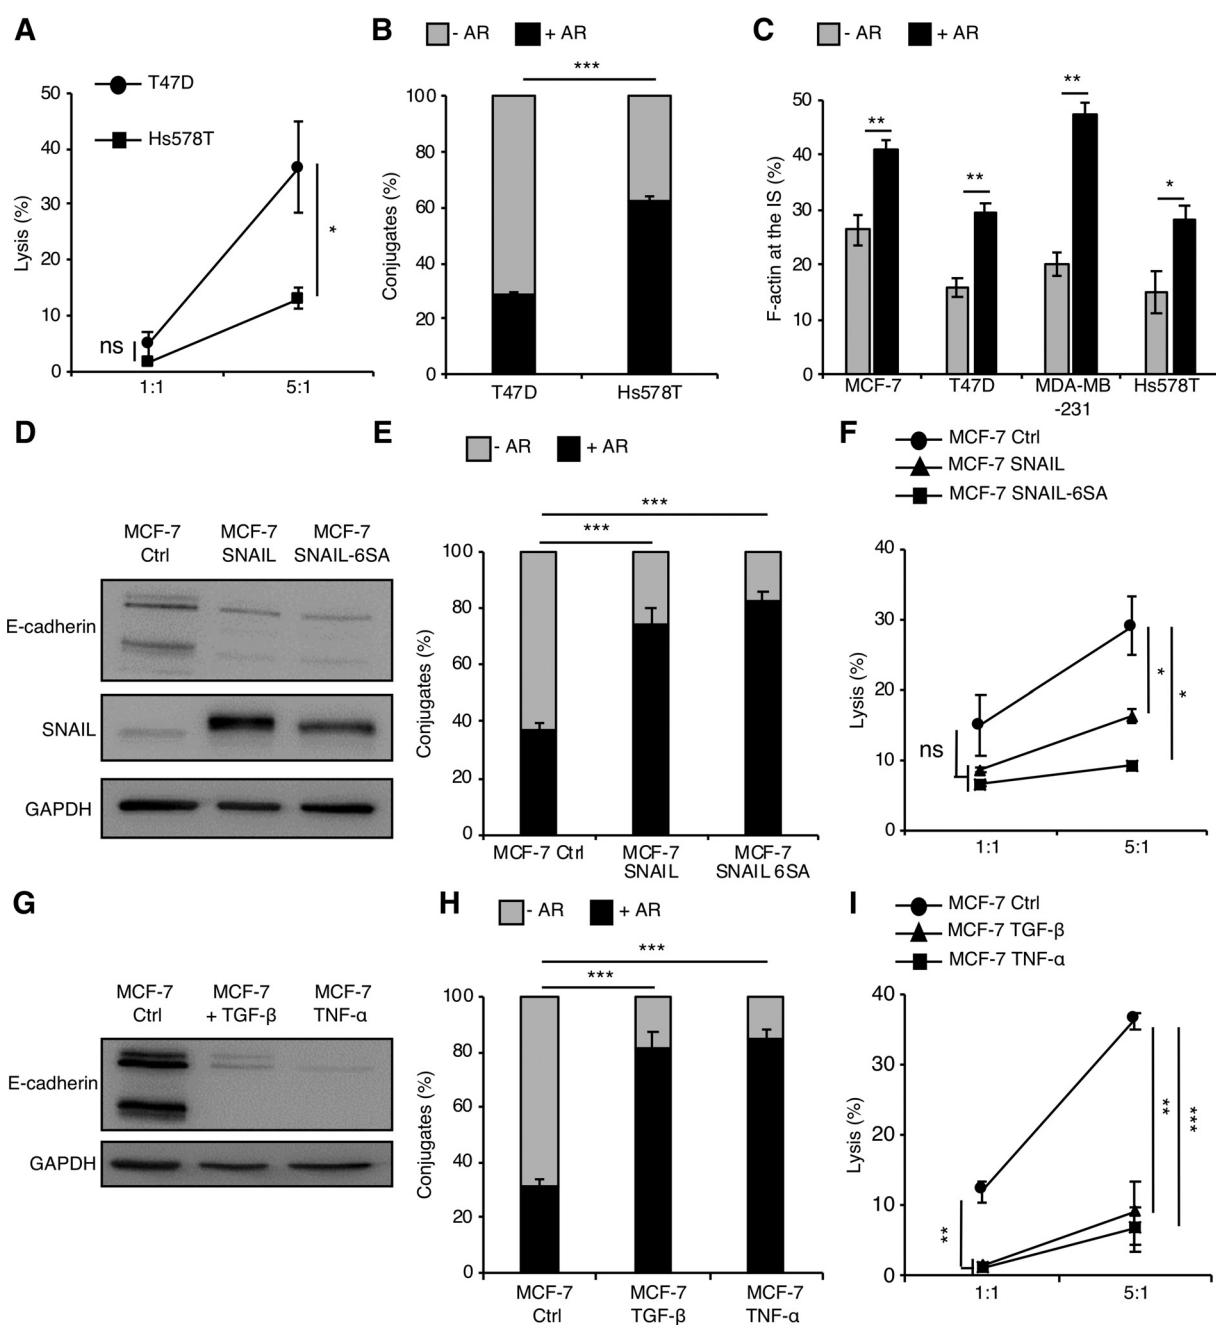 A
T47D
Hs578T
50
40
30
20
10
0
Lysis (%)
ns
*
1:1
5:1
B
- AR
+ AR
***
100
80
60
40
20
0
Conjugates (%)
T47D
Hs578T
C
- AR
+ AR
50
40
30
20
10
0
F-actin at the IS (%)
**
**
**
*
MCF-7
T47D
MDA-MB
-231
Hs578T
D
MCF-7
Ctrl
MCF-7
SNAIL
MCF-7
SNAIL-6SA
E-cadherin
SNAIL
GAPDH
E
- AR
+ AR
***
***
100
80
60
40
20
0
Conjugates (%)
MCF-7 Ctrl
MCF-7
SNAIL
MCF-7
SNAIL 6SA
F
MCF-7 Ctrl
MCF-7 SNAIL
MCF-7 SNAIL-6SA
40
30
20
10
0
Lysis (%)
ns
*
*
1:1
5:1
G
MCF-7
Ctrl
MCF-7
+ TGF-β
MCF-7
TNF-α
E-cadherin
GAPDH
H
- AR
+ AR
***
***
100
80
60
40
20
0
Conjugates (%)
MCF-7
Ctrl
MCF-7
TGF-β
MCF-7
TNF-α
I
MCF-7 Ctrl
MCF-7 TGF-β
MCF-7 TNF-α
40
30
20
10
0
Lysis (%)
**
**
***
1:1
5:1